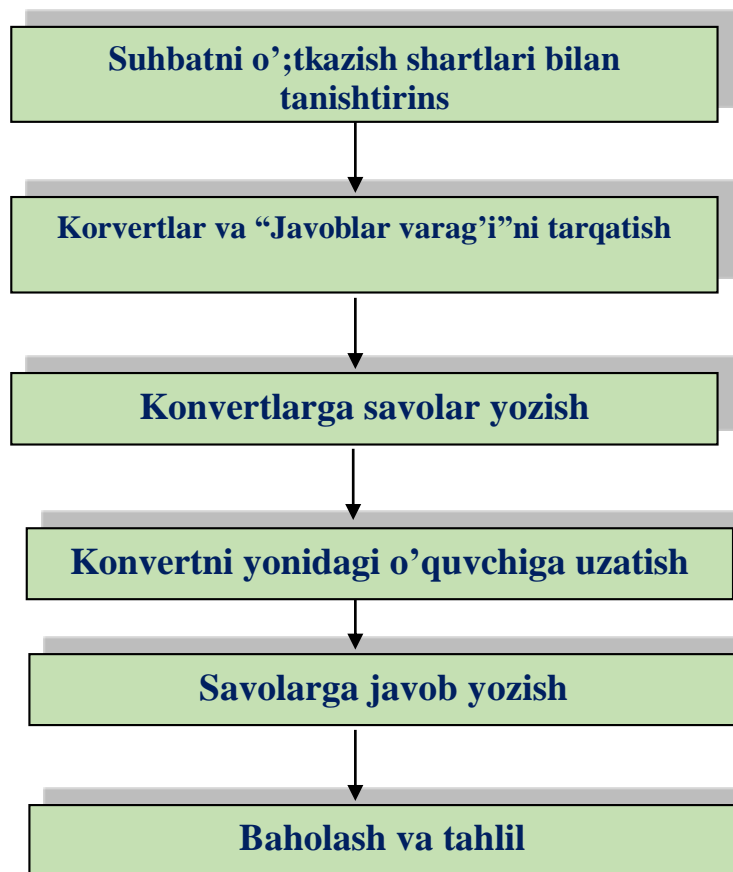 Suhbatni o’;tkazish shartlari bilan
tanishtirins
Korvertlar va “Javoblar varag’i”ni tarqatish
Konvertlarga savolar yozish
Konvertni yonidagi o’quvchiga uzatish
Savolarga javob yozish
Baholash va tahlil